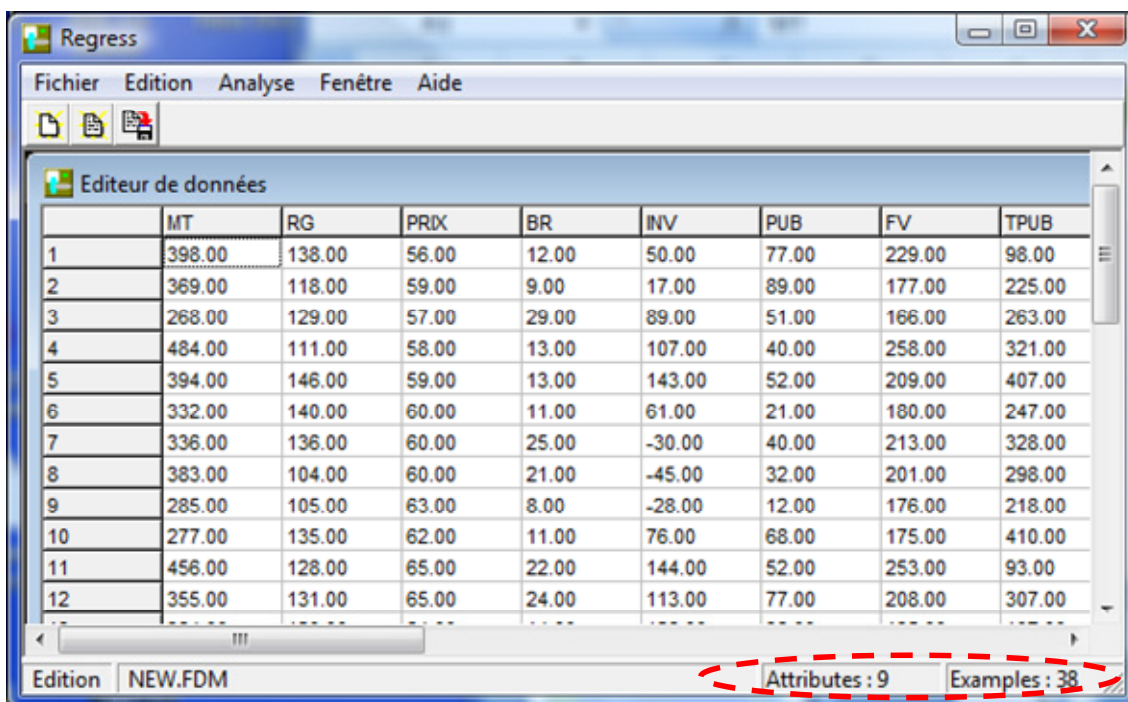 Regress
Fichier Edition Analyse Fenêtre Aide
Editeur de données
MT RG PRIX BR INV PUB FV TPUB
1 398.00 138.00 56.00 12.00 50.00 77.00 229.00 98.00
2 369.00 118.00 59.00 9.00 17.00 89.00 177.00 225.00
3 268.00 129.00 57.00 29.00 89.00 51.00 166.00 263.00
4 484.00 111.00 58.00 13.00 107.00 40.00 258.00 321.00
5 394.00 146.00 59.00 13.00 143.00 52.00 209.00 407.00
6 332.00 140.00 60.00 11.00 61.00 21.00 180.00 247.00
7 336.00 136.00 60.00 25.00 -30.00 40.00 213.00 328.00
8 383.00 104.00 60.00 21.00 -45.00 32.00 201.00 298.00
9 285.00 105.00 63.00 8.00 -28.00 12.00 176.00 218.00
10 277.00 135.00 62.00 11.00 76.00 68.00 175.00 410.00
11 456.00 128.00 65.00 22.00 144.00 52.00 253.00 93.00
12 355.00 131.00 65.00 24.00 113.00 77.00 208.00 307.00
Edition NEW.FDM Attributes : 9 Examples : 38